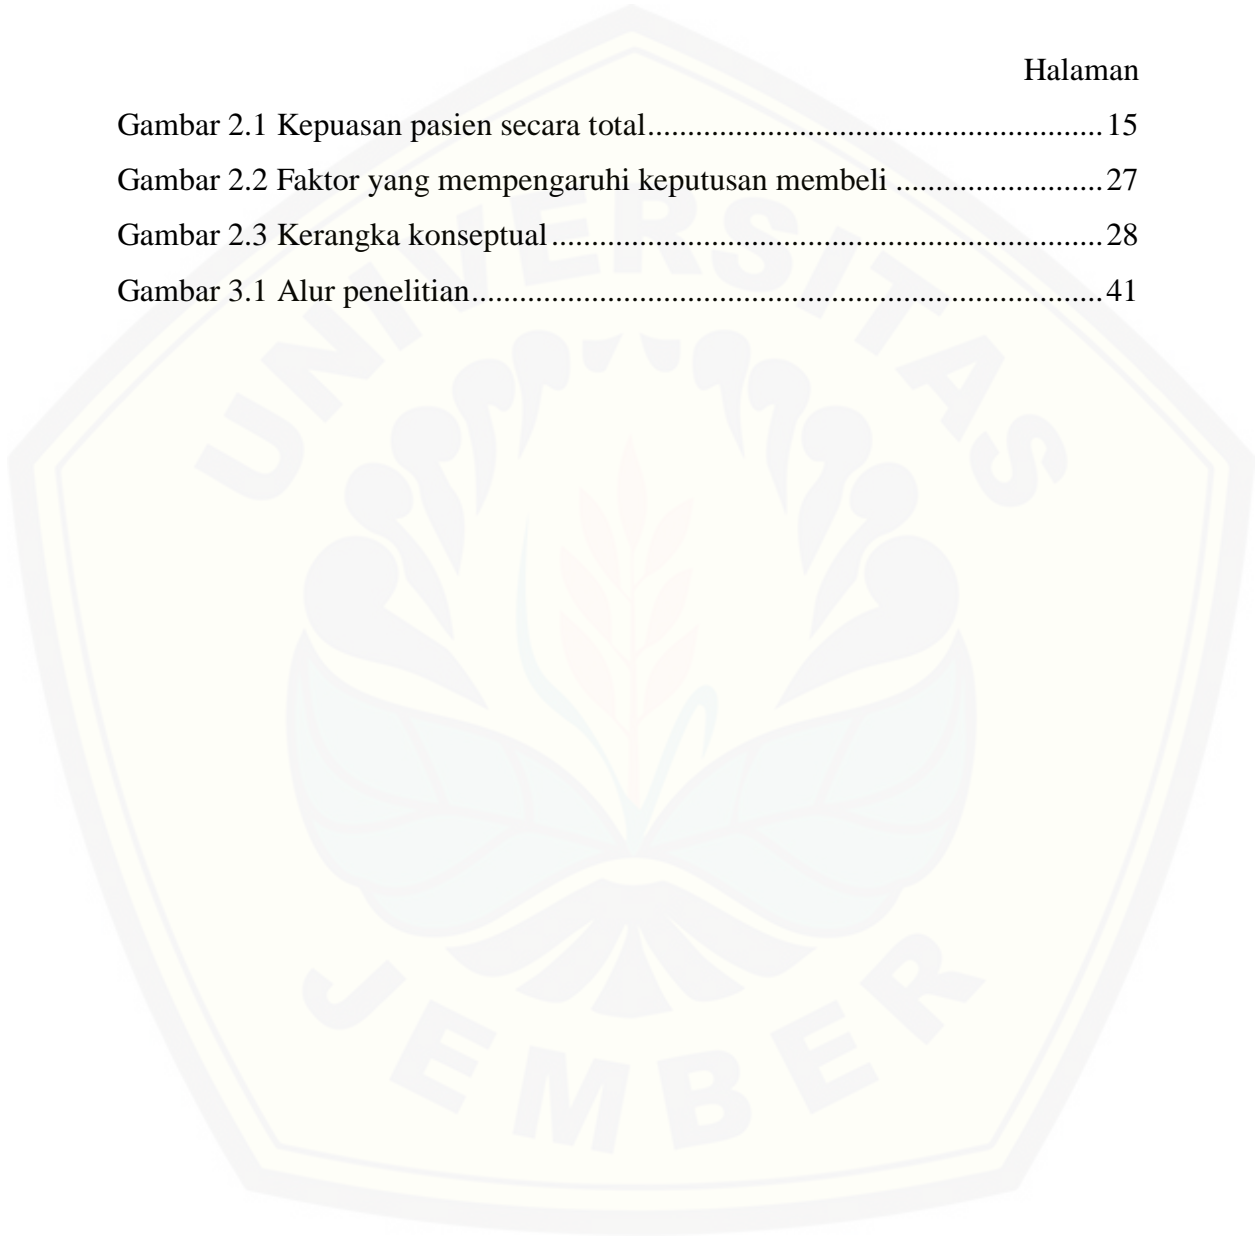 Halaman
Gambar 2.1 Kepuasan pasien secara total.........................................................15
Gambar 2.2 Faktor yang mempengaruhi keputusan membeli ..........................27
Gambar 2.3 Kerangka konseptual.....................................................................28
Gambar 3.1 Alur penelitian...............................................................................41
UNIVERSITAS
JEMBER